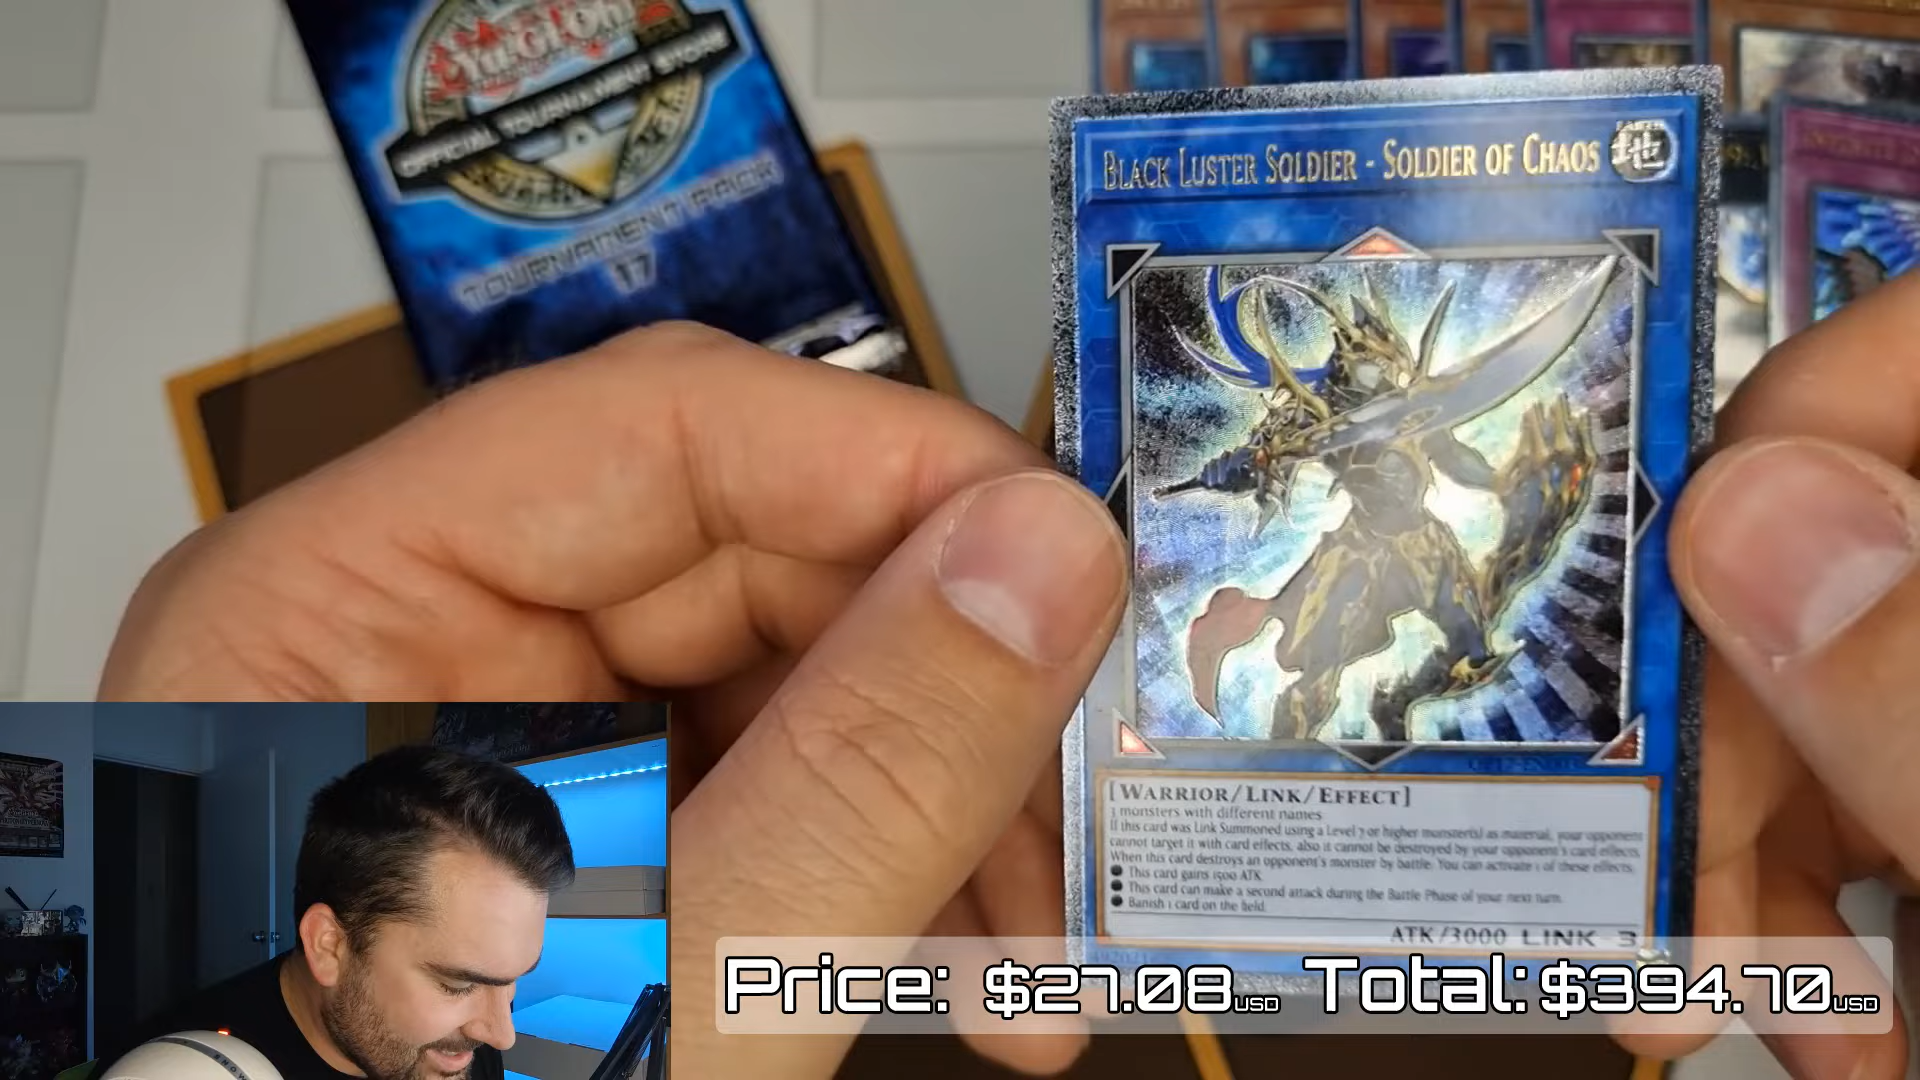 Yu-Gi-Oh!
OFFICIAL TOURNAMENT STORE
TOURNAMENT PACK
17
BLACK LUSTER SOLDIER - SOLDIER OF CHAOS
EARTH
地
[WARRIOR/LINK/EFFECT]
3 monsters with different names
If this card was Link Summoned using a Level 7 or higher monster(s) as material, your opponent
cannot target it with card effects, also it cannot be destroyed by your opponent's card effects.
When this card destroys an opponent's monster by battle: You can activate 1 of these effects;
● This card gains 1500 ATK.
● This card can make a second attack during the Battle Phase of your next turn.
● Banish 1 card on the field.
ATK/3000 LINK-3
Price: $27.08USD Total: $394.70USD